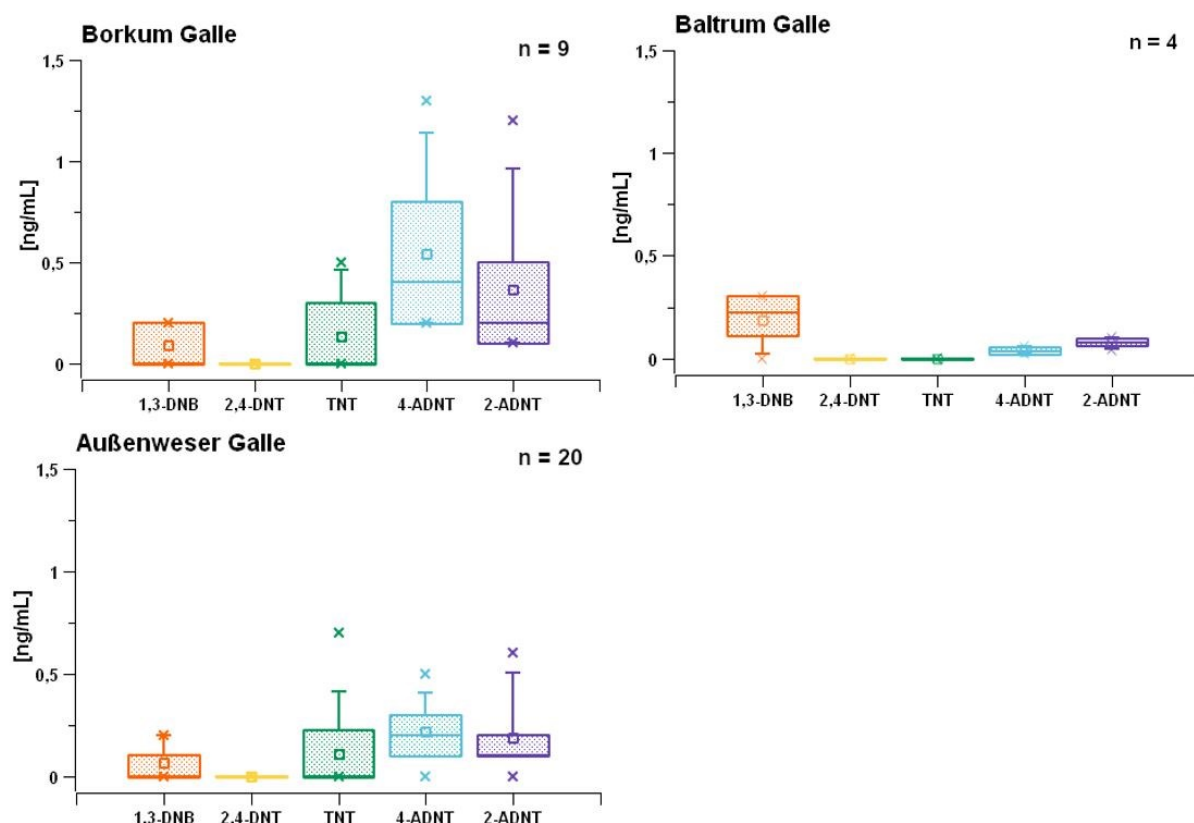 Borkum Galle
n = 9
1,5
1
0,5
0
[ng/mL]
1,3-DNB 2,4-DNT TNT 4-ADNT 2-ADNT
Baltrum Galle
n = 4
1,5
1
0,5
0
[ng/mL]
1,3-DNB 2,4-DNT TNT 4-ADNT 2-ADNT
Außenweser Galle
n = 20
1,5
1
0,5
0
[ng/mL]
1,3-DNB 2,4-DNT TNT 4-ADNT 2-ADNT